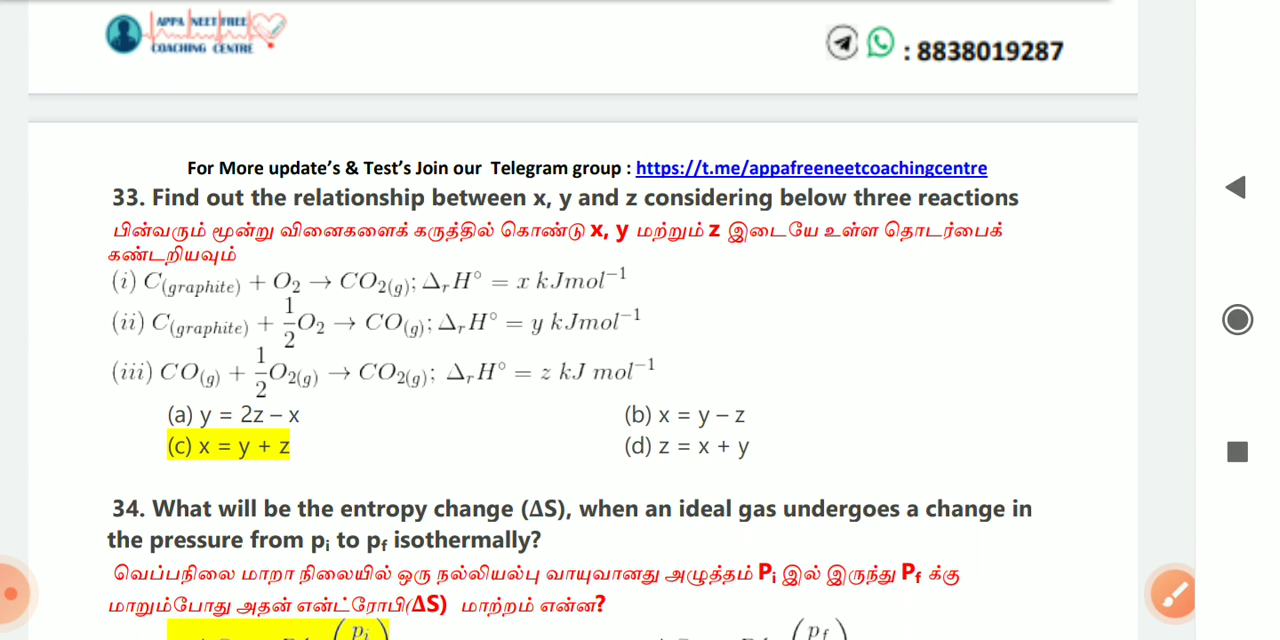 APPA NEET FREE
COACHING CENTRE
: 8838019287
For More update's & Test's Join our Telegram group : https://t.me/appafreeneetcoachingcentre
33. Find out the relationship between x, y and z considering below three reactions
பின்வரும் மூன்று வினைகளைக் கருத்தில் கொண்டு x, y மற்றும் z இடையே உள்ள தொடர்பைக்
கண்டறியவும்
(i) C(graphite) + O₂ → CO₂(g); ΔᵣH° = x kJmol⁻¹
(ii) C(graphite) + 1/2 O₂ → CO(g); ΔᵣH° = y kJmol⁻¹
(iii) CO(g) + 1/2 O₂(g) → CO₂(g); ΔᵣH° = z kJ mol⁻¹
(a) y = 2z – x (b) x = y – z
(c) x = y + z (d) z = x + y
34. What will be the entropy change (ΔS), when an ideal gas undergoes a change in
the pressure from pᵢ to p𝒇 isothermally?
வெப்பநிலை மாறா நிலையில் ஒரு நல்லியல்பு வாயுவானது அழுத்தம் Pᵢ இல் இருந்து P𝒇 க்கு
மாறும்போது அதன் என்ட்ரோபி(ΔS) மாற்றம் என்ன?